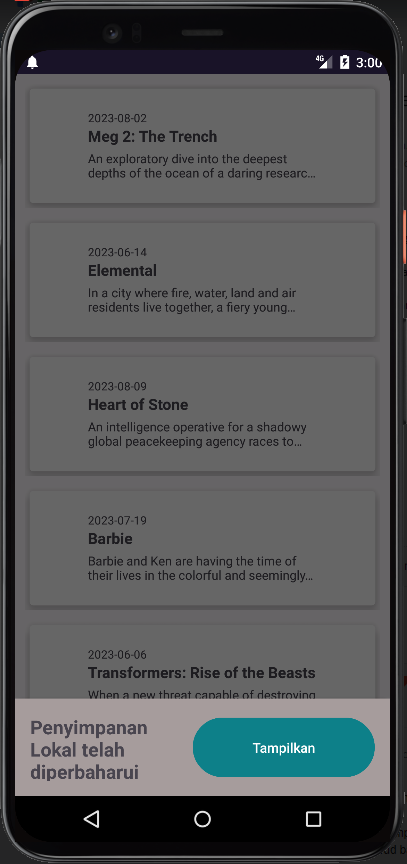 4G 3:00
2023-08-02
Meg 2: The Trench
An exploratory dive into the deepest
depths of the ocean of a daring researc...
2023-06-14
Elemental
In a city where fire, water, land and air
residents live together, a fiery young...
2023-08-09
Heart of Stone
An intelligence operative for a shadowy
global peacekeeping agency races to...
2023-07-19
Barbie
Barbie and Ken are having the time of
their lives in the colorful and seemingly...
2023-06-06
Transformers: Rise of the Beasts
When a new threat capable of destroying
Penyimpanan
Lokal telah
diperbaharui
Tampilkan